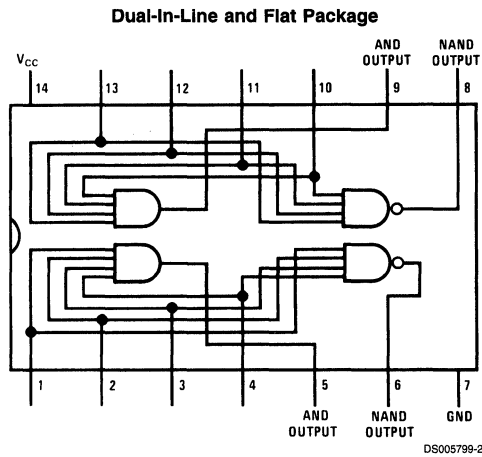 Dual-In-Line and Flat Package
AND
OUTPUT
NAND
OUTPUT
VCC
14
13
12
11
10
9
8
1
2
3
4
5
6
7
AND
OUTPUT
NAND
OUTPUT
GND
DS005799-2